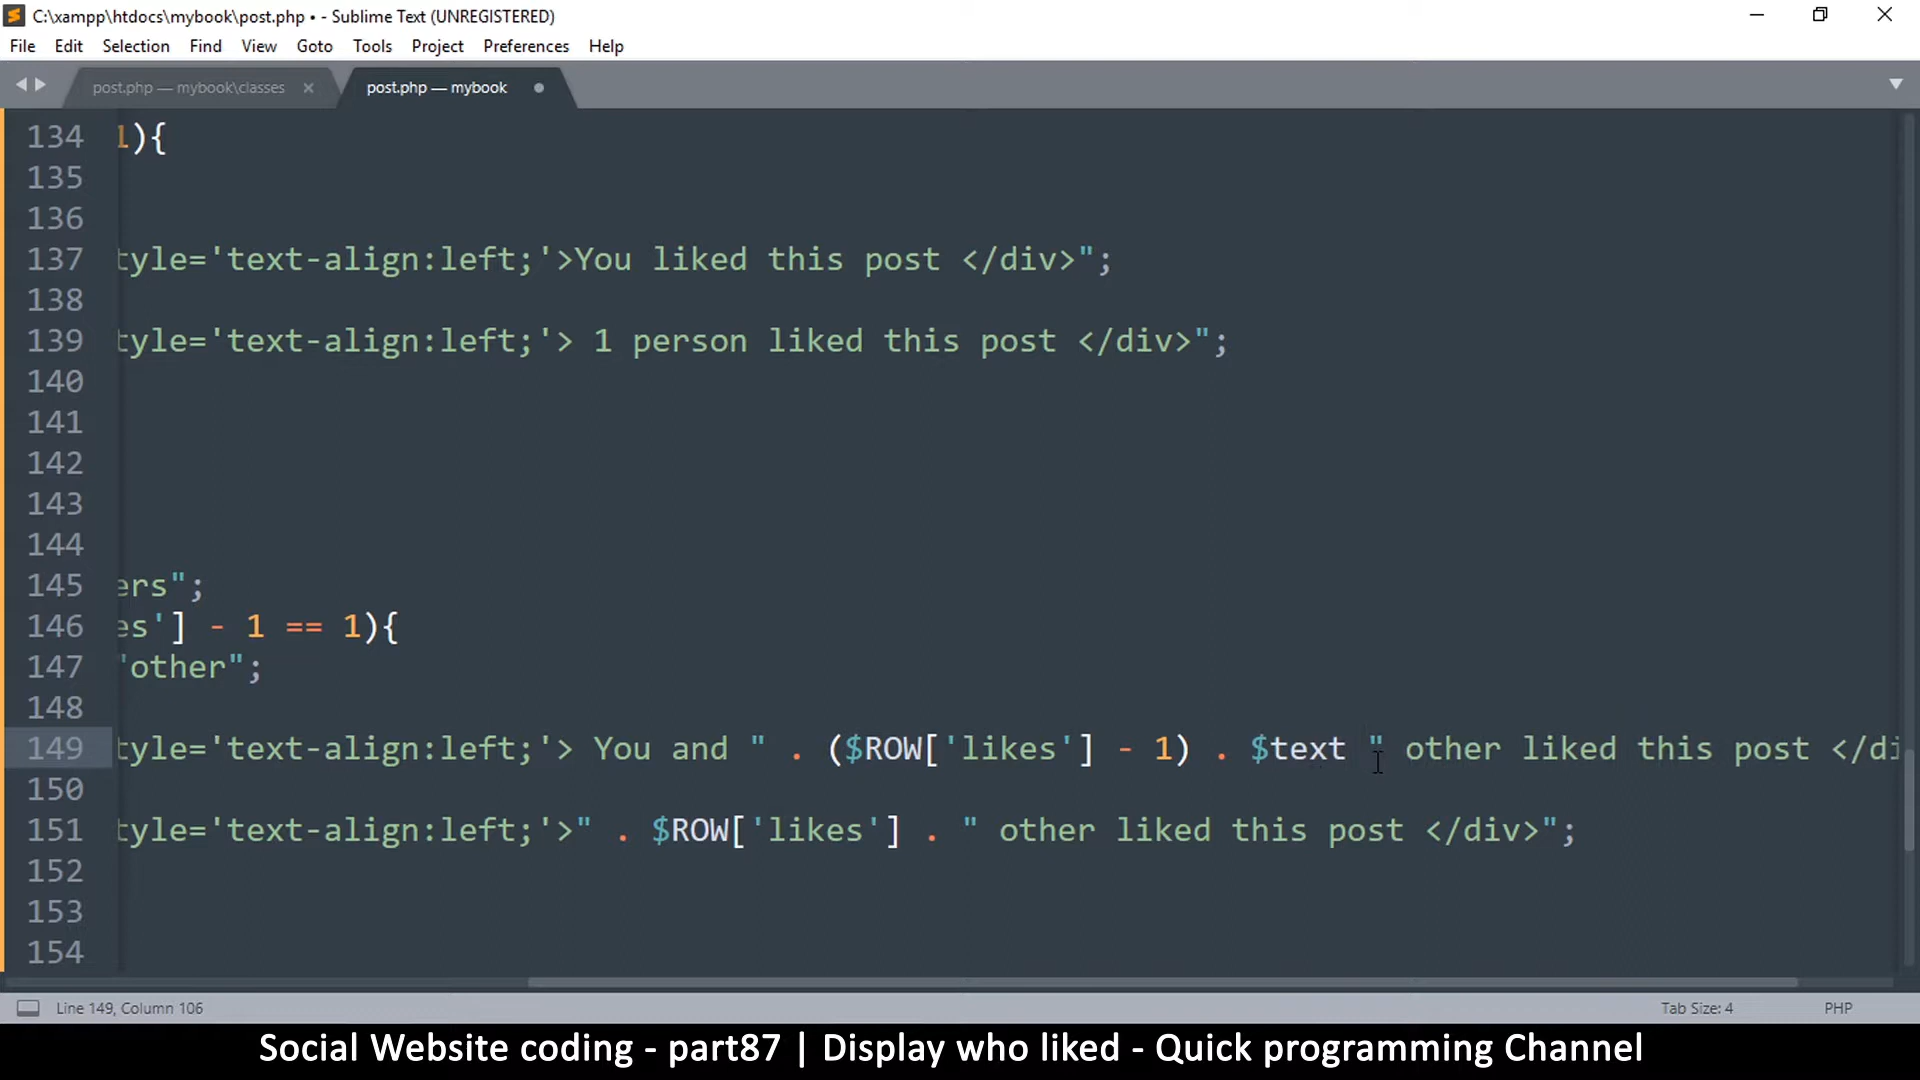 C:\xampp\htdocs\mybook\post.php • - Sublime Text (UNREGISTERED)
File Edit Selection Find View Goto Tools Project Preferences Help
post.php — mybook\classes × post.php — mybook
134 1){
135
136
137 tyle='text-align:left;'>You liked this post </div>";
138
139 tyle='text-align:left;'> 1 person liked this post </div>";
140
141
142
143
144
145 ers";
146 es'] - 1 == 1){
147 "other";
148
149 tyle='text-align:left;'> You and " . ($ROW['likes'] - 1) . $text " other liked this post </di
150
151 tyle='text-align:left;'>" . $ROW['likes'] . " other liked this post </div>";
152
153
154
Line 149, Column 106 Tab Size: 4 PHP
Social Website coding - part87 | Display who liked - Quick programming Channel